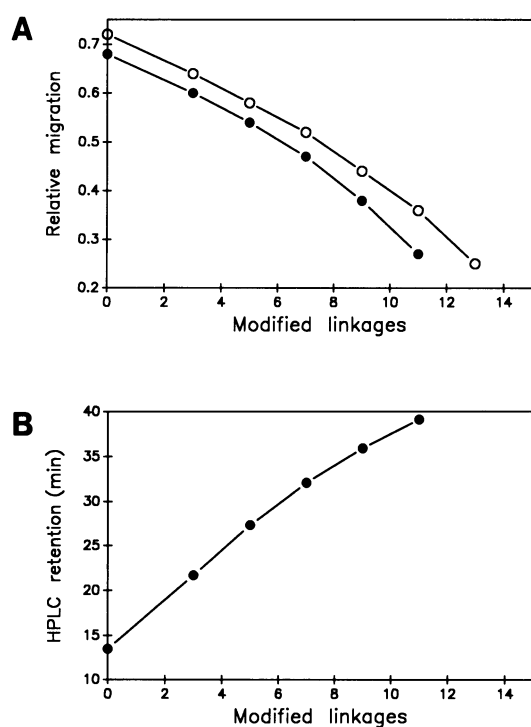 A
Relative migration
0.7
0.6
0.5
0.4
0.3
0.2
0 2 4 6 8 10 12 14
Modified linkages
B
HPLC retention (min)
40
35
30
25
20
15
10
0 2 4 6 8 10 12 14
Modified linkages